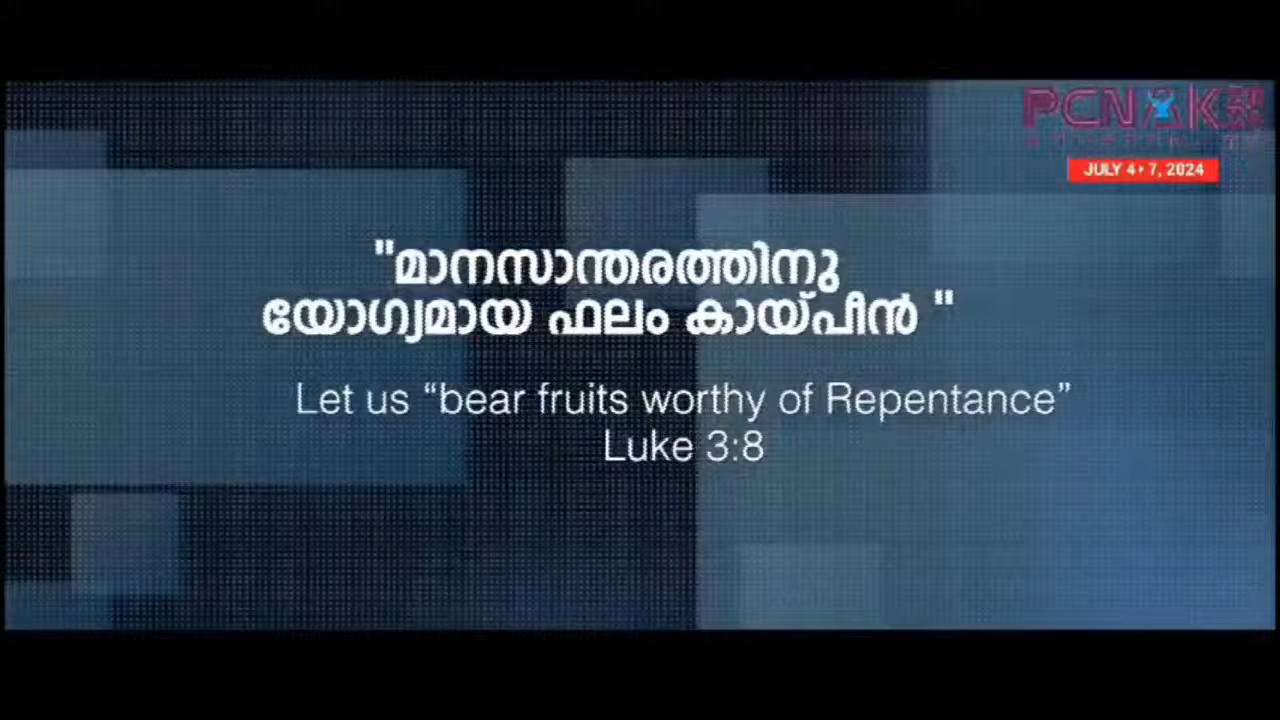 PCNAK
JULY 4 7, 2024
"മാനസാന്തരത്തിനു
യോഗ്യമായ ഫലം കായ്പീൻ "
Let us “bear fruits worthy of Repentance”
Luke 3:8